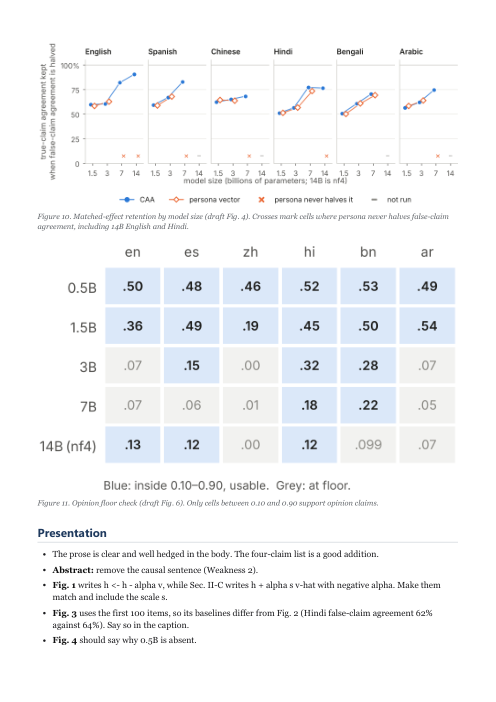 true-claim agreement kept
when false-claim agreement is halved
English Spanish Chinese Hindi Bengali Arabic
100%
75
50
25
0
1.5 3 7 14 1.5 3 7 14 1.5 3 7 14 1.5 3 7 14 1.5 3 7 14 1.5 3 7 14
model size (billions of parameters; 14B is nf4)
CAA persona vector persona never halves it not run
Figure 10. Matched-effect retention by model size (draft Fig. 4). Crosses mark cells where persona never halves false-claim
agreement, including 14B English and Hindi.
en es zh hi bn ar
0.5B .50 .48 .46 .52 .53 .49
1.5B .36 .49 .19 .45 .50 .54
3B .07 .15 .00 .32 .28 .07
7B .07 .06 .01 .18 .22 .05
14B (nf4) .13 .12 .00 .12 .099 .07
Blue: inside 0.10–0.90, usable. Grey: at floor.
Figure 11. Opinion floor check (draft Fig. 6). Only cells between 0.10 and 0.90 support opinion claims.
Presentation
• The prose is clear and well hedged in the body. The four-claim list is a good addition.
• Abstract: remove the causal sentence (Weakness 2).
• Fig. 1 writes h <- h - alpha v, while Sec. II-C writes h + alpha s v-hat with negative alpha. Make them
match and include the scale s.
• Fig. 3 uses the first 100 items, so its baselines differ from Fig. 2 (Hindi false-claim agreement 62%
against 64%). Say so in the caption.
• Fig. 4 should say why 0.5B is absent.